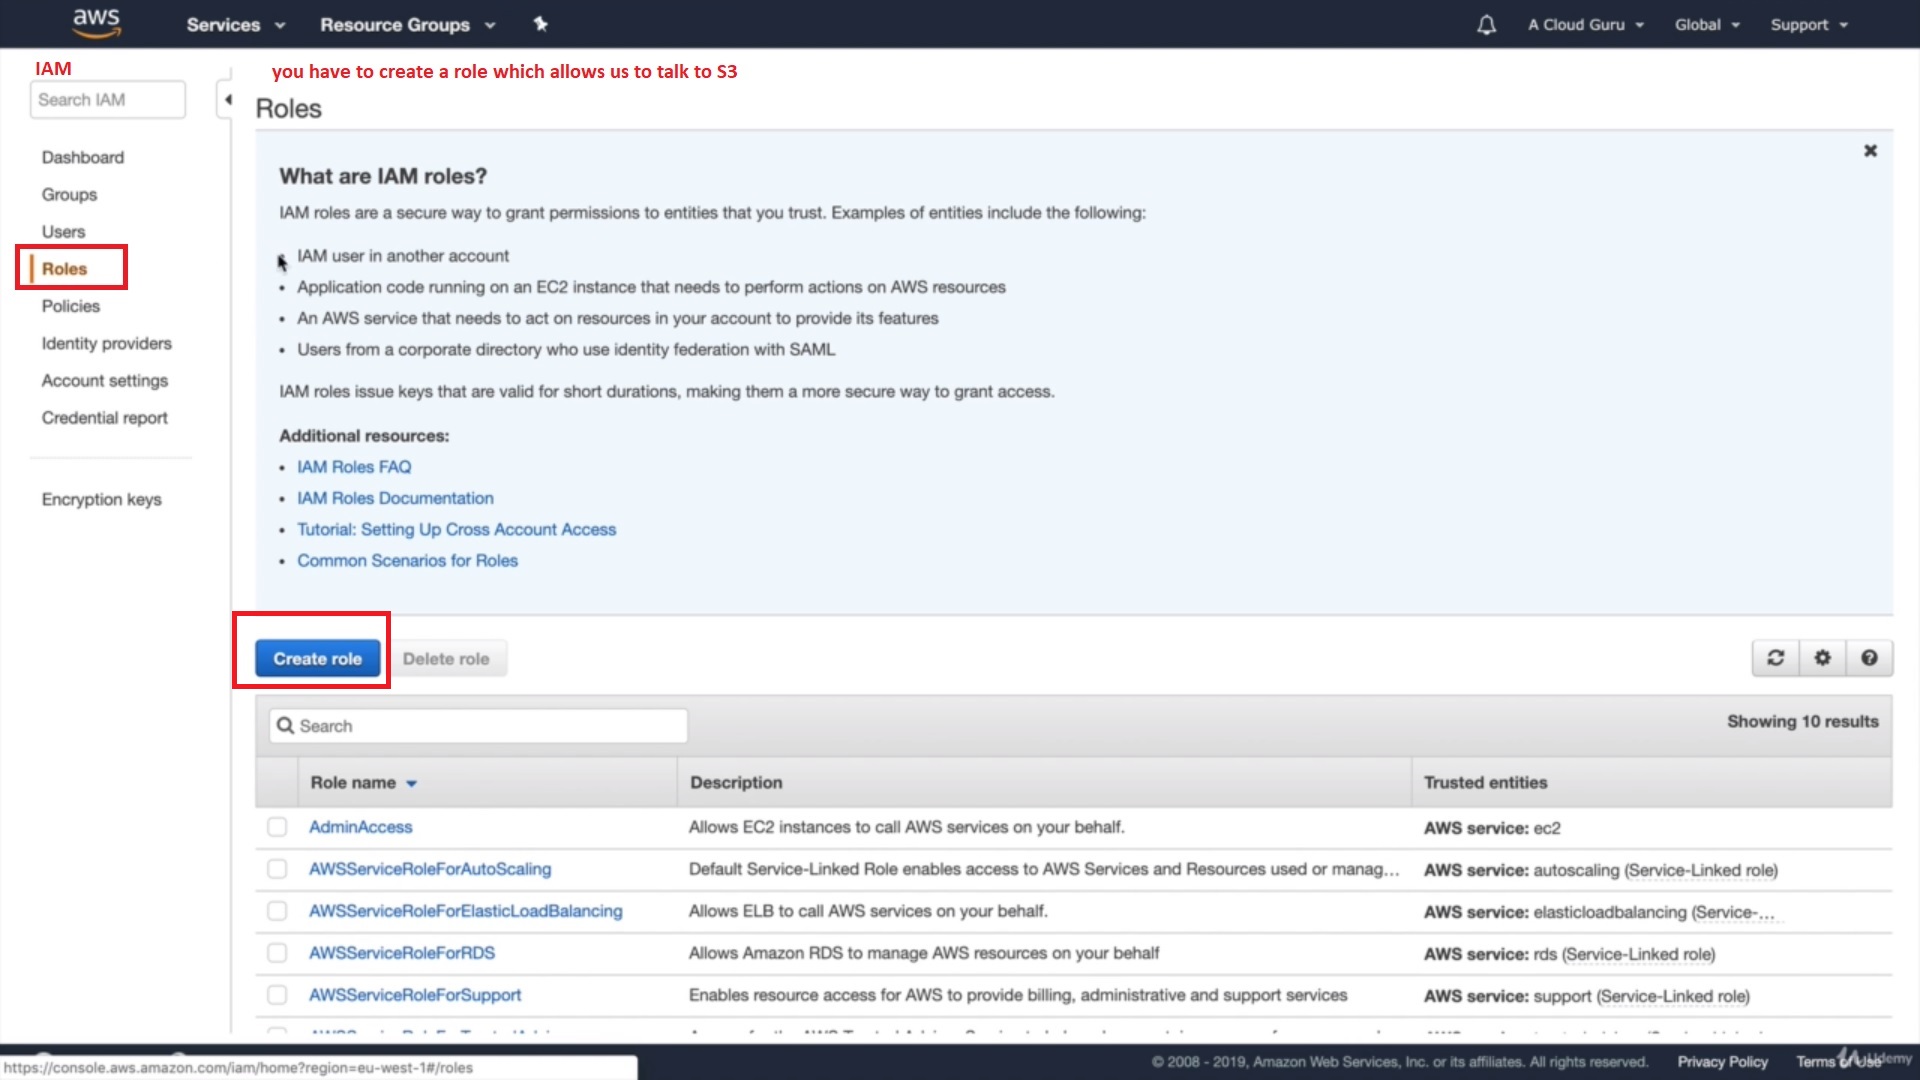 aws Services Resource Groups A Cloud Guru Global Support
IAM
you have to create a role which allows us to talk to S3
Search IAM
Roles
Dashboard
Groups
Users
Roles
Policies
Identity providers
Account settings
Credential report
Encryption keys
What are IAM roles?
IAM roles are a secure way to grant permissions to entities that you trust. Examples of entities include the following:
• IAM user in another account
• Application code running on an EC2 instance that needs to perform actions on AWS resources
• An AWS service that needs to act on resources in your account to provide its features
• Users from a corporate directory who use identity federation with SAML
IAM roles issue keys that are valid for short durations, making them a more secure way to grant access.
Additional resources:
• IAM Roles FAQ
• IAM Roles Documentation
• Tutorial: Setting Up Cross Account Access
• Common Scenarios for Roles
Create role Delete role
Search
Showing 10 results
Role name Description Trusted entities
AdminAccess Allows EC2 instances to call AWS services on your behalf. AWS service: ec2
AWSServiceRoleForAutoScaling Default Service-Linked Role enables access to AWS Services and Resources used or manag... AWS service: autoscaling (Service-Linked role)
AWSServiceRoleForElasticLoadBalancing Allows ELB to call AWS services on your behalf. AWS service: elasticloadbalancing (Service-...
AWSServiceRoleForRDS Allows Amazon RDS to manage AWS resources on your behalf AWS service: rds (Service-Linked role)
AWSServiceRoleForSupport Enables resource access for AWS to provide billing, administrative and support services AWS service: support (Service-Linked role)
https://console.aws.amazon.com/iam/home?region=eu-west-1#/roles
© 2008 - 2019, Amazon Web Services, Inc. or its affiliates. All rights reserved. Privacy Policy Terms of Use
Udemy